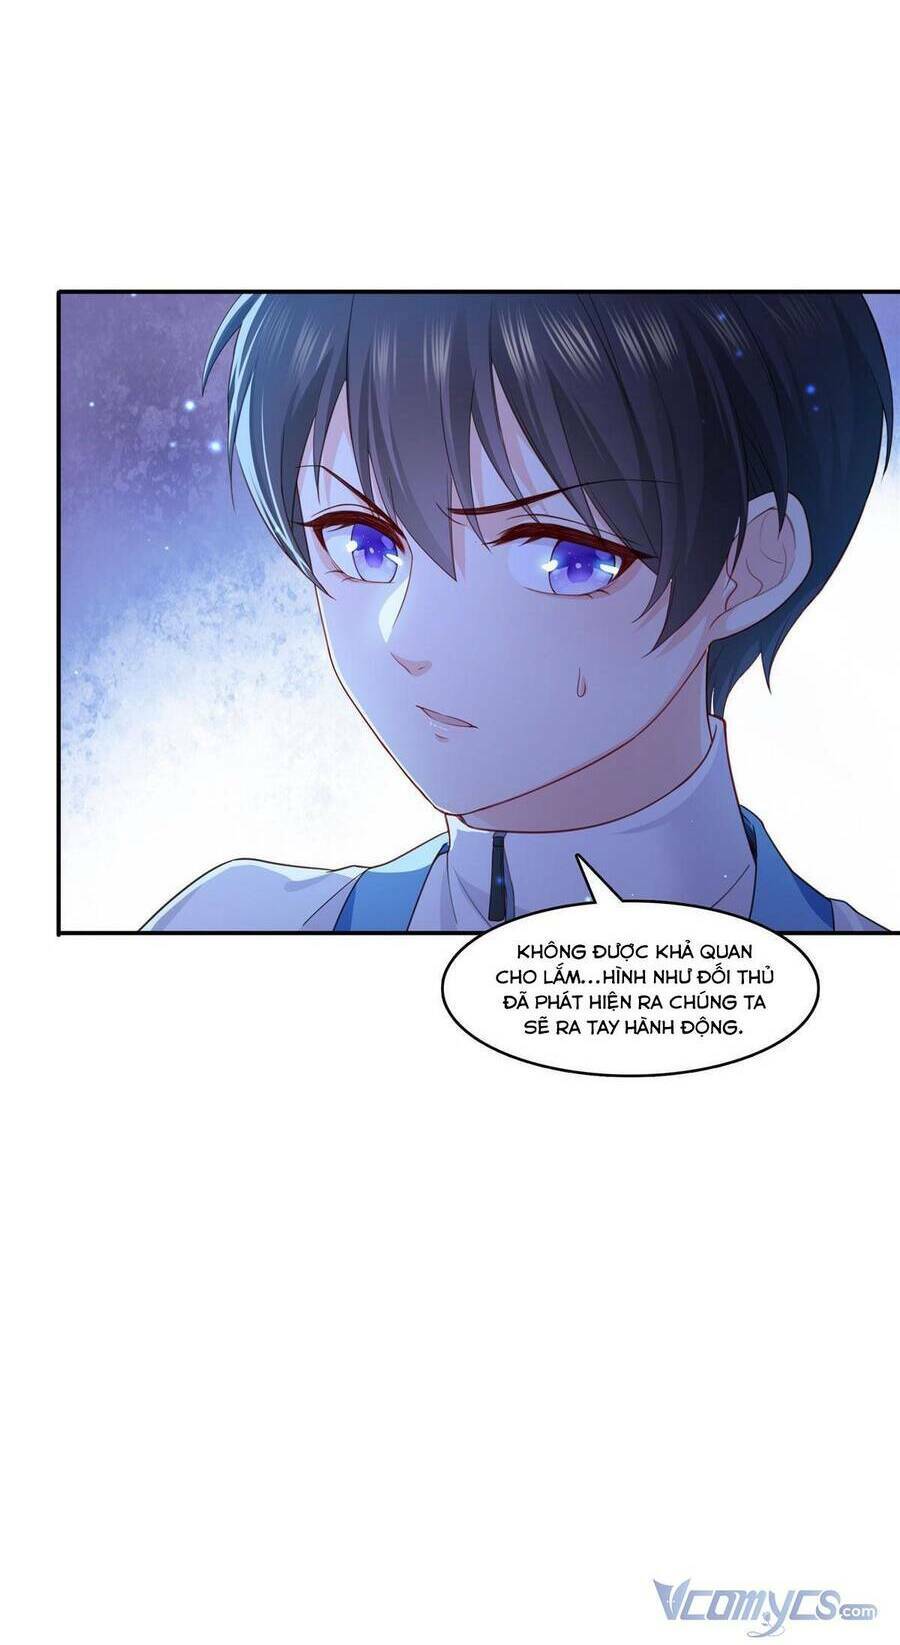 KHÔNG ĐƯỢC KHẢ QUAN
CHO LẮM...HÌNH NHƯ ĐỐI THỦ
ĐÃ PHÁT HIỆN RA CHÚNG TA
SẼ RA TAY HÀNH ĐỘNG.
VCOMYCS.com